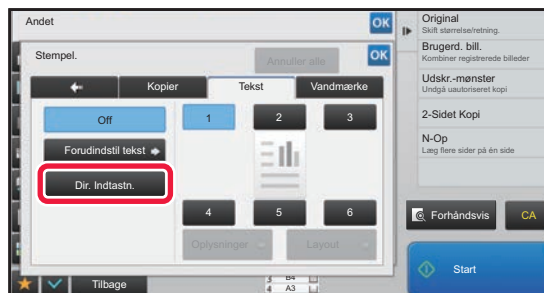 Andet
OK
Stempel.
Annuller alle
OK
Kopier
Tekst
Vandmærke
Off
1
2
3
Forudindstil tekst
Dir. Indtastn.
4
5
6
Oplysninger
Layout
Tilbage
3 B4
4 A3
Original
Skift størrelse/retning.
Brugerd. bill.
Kombiner registrerede billeder
Udskr.-mønster
Undgå uautoriseret kopi
2-Sidet Kopi
N-Op
Læg flere sider på én side
Forhåndsvis
CA
Start